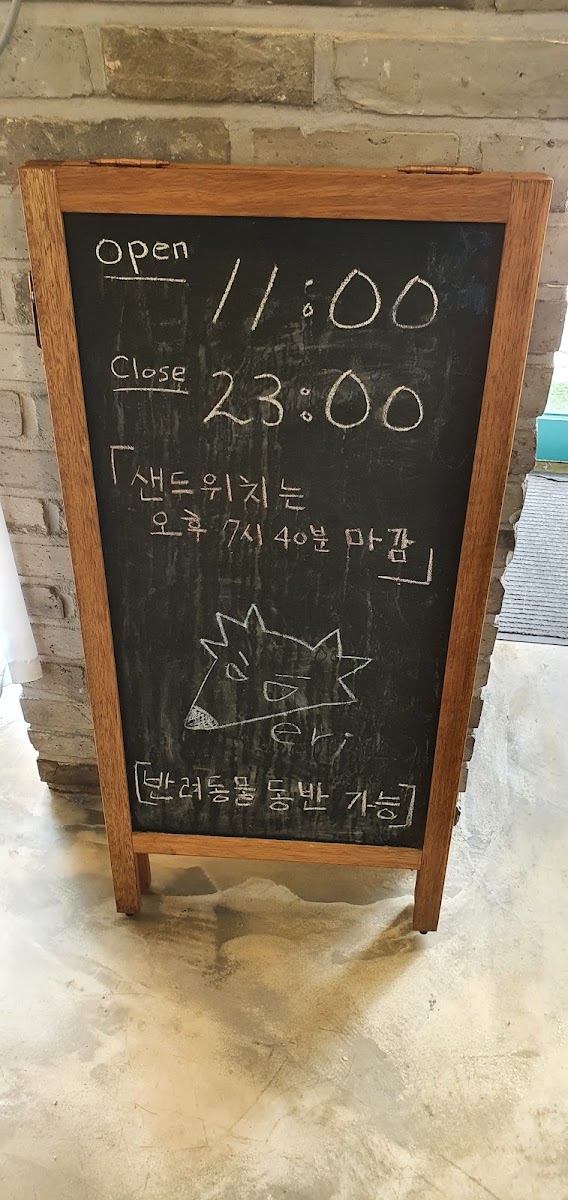 open
11:00
Close
23:00
「샌드위치는
오후 7시 40분 마감」
eri
[반려동물 동반 가능]